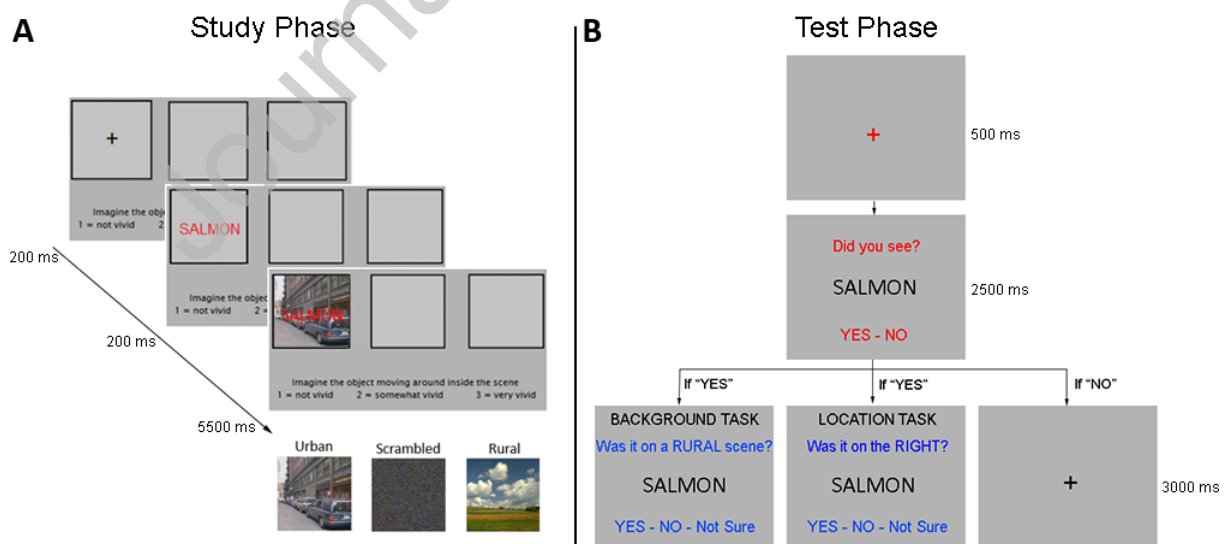 A
Study Phase
+
Imagine the obje
1 = not vivid 2
SALMON
Imagine the objec
1 = not vivid 2 =
SALMON
Imagine the object moving around inside the scene
1 = not vivid 2 = somewhat vivid 3 = very vivid
200 ms
200 ms
5500 ms
Urban
Scrambled
Rural
Journa
B
Test Phase
+
500 ms
Did you see?
SALMON
2500 ms
YES - NO
If "YES"
If "YES"
If "NO"
BACKGROUND TASK
Was it on a RURAL scene?
SALMON
YES - NO - Not Sure
LOCATION TASK
Was it on the RIGHT?
SALMON
YES - NO - Not Sure
+
3000 ms